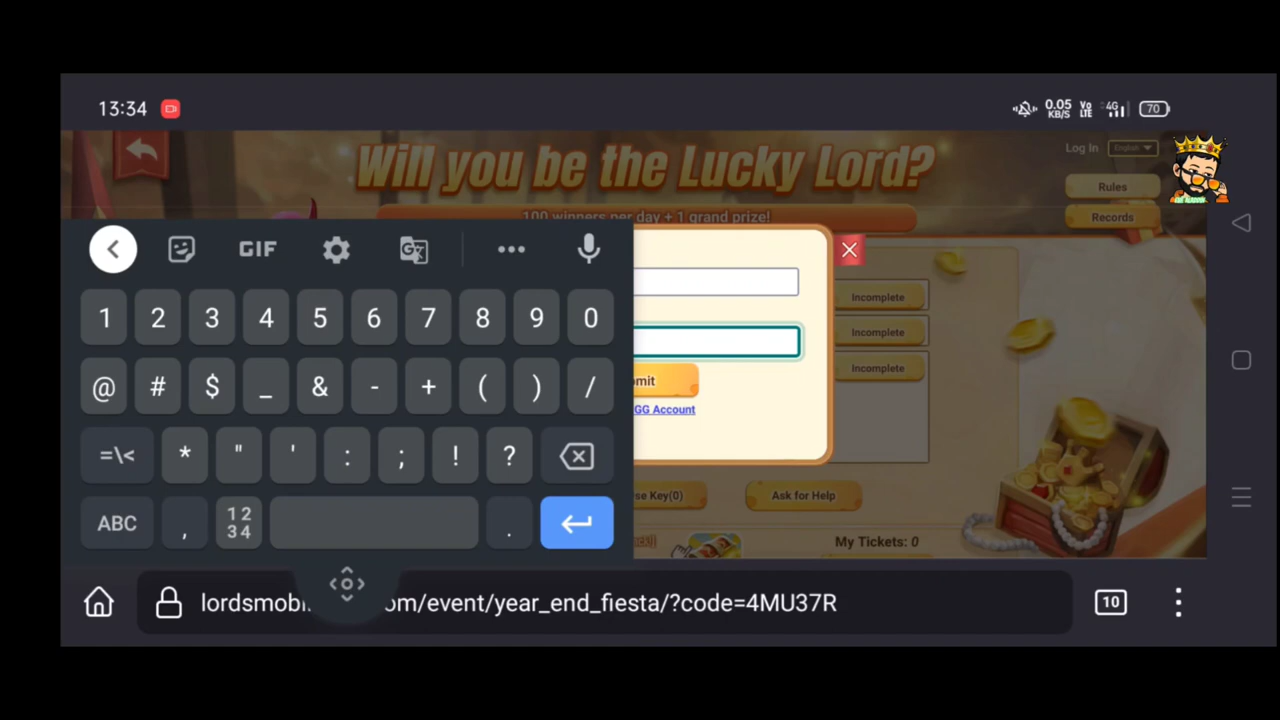 13:34
0.05 KB/S Vo LTE 4G 70
Will you be the Lucky Lord?
Log In English
Rules
100 winners per day + 1 grand prize!
Records
GIF
1 2 3 4 5 6 7 8 9 0
Incomplete
Incomplete
@ # $ _ & - + ( ) /
mit
Incomplete
GG Account
=\< * " ' : ; ! ?
se Key(0)
Ask for Help
ABC , 12 34 .
My Tickets: 0
lordsmobi
om/event/year_end_fiesta/?code=4MU37R
10